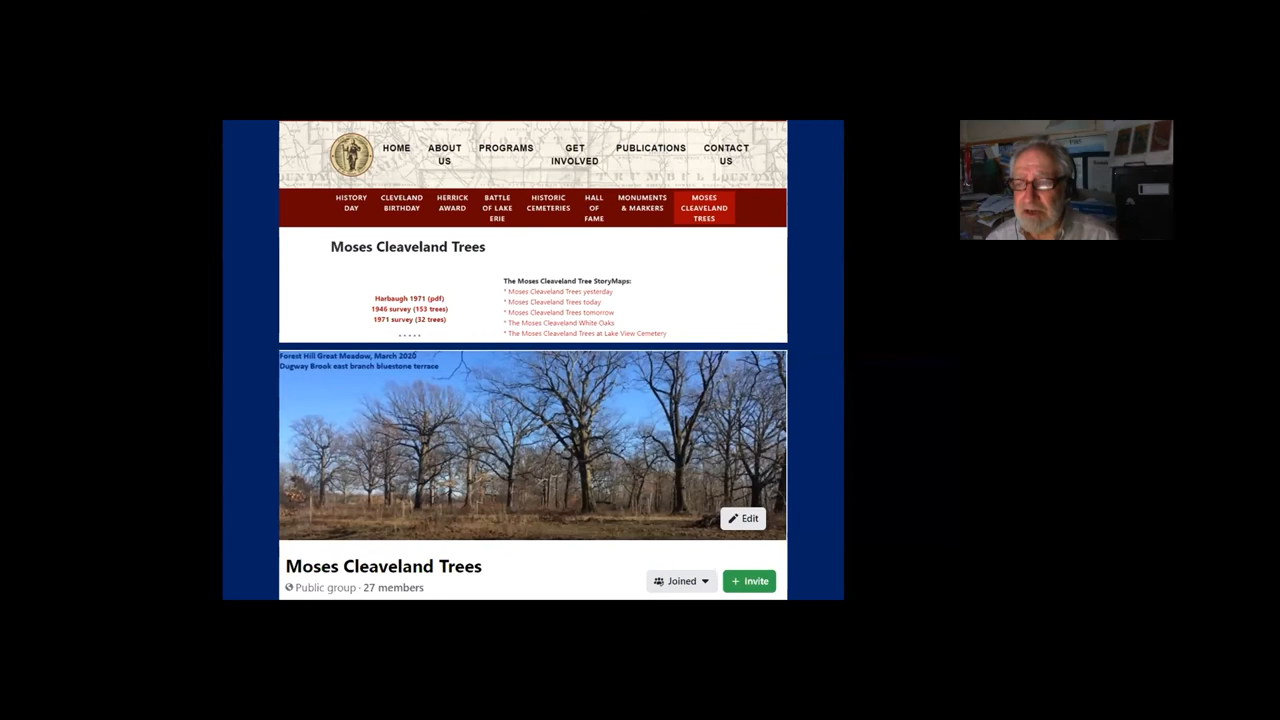 HOME
ABOUT
US
PROGRAMS
GET
INVOLVED
PUBLICATIONS
CONTACT
US
HISTORY
DAY
CLEVELAND
BIRTHDAY
HERRICK
AWARD
BATTLE
OF LAKE
ERIE
HISTORIC
CEMETERIES
HALL
OF
FAME
MONUMENTS
& MARKERS
MOSES
CLEAVELAND
TREES
Moses Cleaveland Trees
Harbaugh 1971 (pdf)
1946 survey (153 trees)
1971 survey (32 trees)
* * * * *
The Moses Cleaveland Tree StoryMaps:
* Moses Cleaveland Trees yesterday
* Moses Cleaveland Trees today
* Moses Cleaveland Trees tomorrow
* The Moses Cleaveland White Oaks
* The Moses Cleaveland Trees at Lake View Cemetery
Forest Hill Great Meadow, March 2020
Dugway Brook east branch bluestone terrace
Edit
Moses Cleaveland Trees
Public group · 27 members
Joined
+ Invite